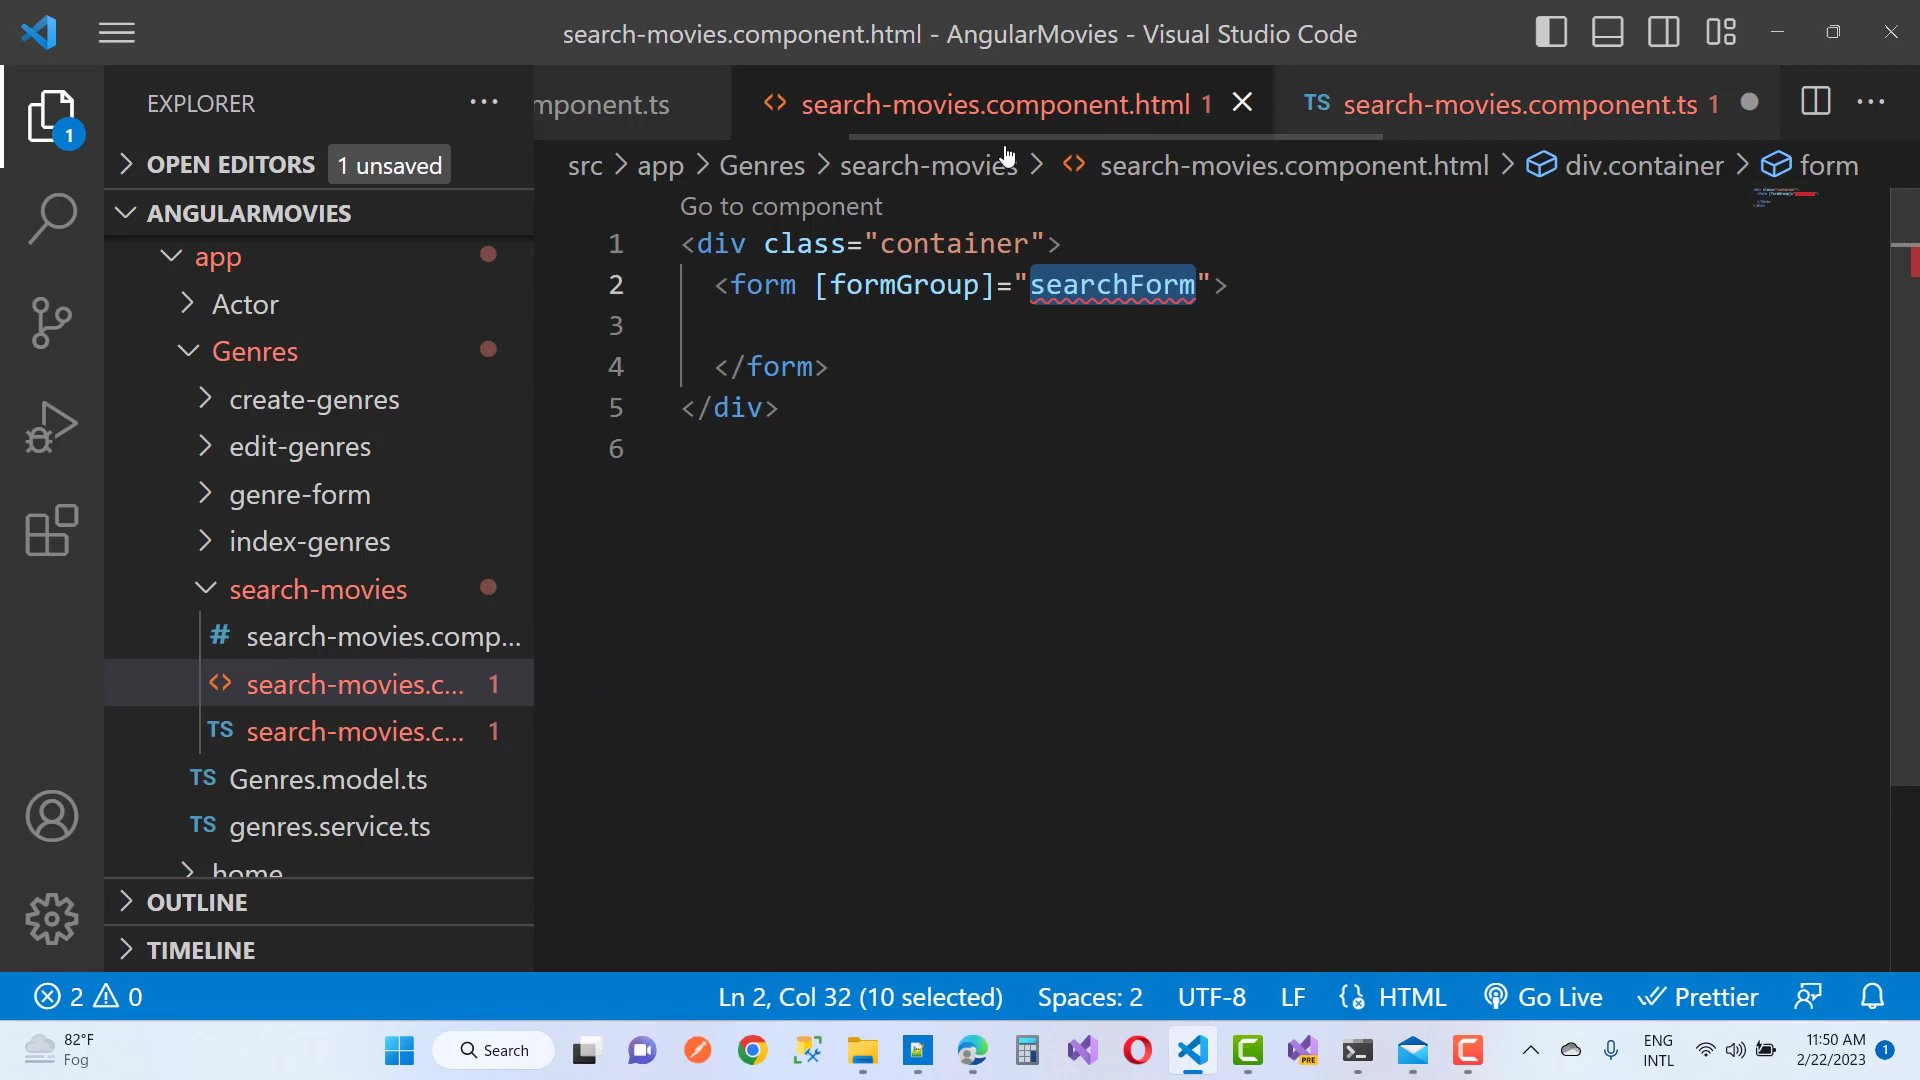 search-movies.component.html - AngularMovies - Visual Studio Code
EXPLORER
mponent.ts
search-movies.component.html 1
TS search-movies.component.ts 1
1
OPEN EDITORS 1 unsaved
src > app > Genres > search-movies > search-movies.component.html > div.container > form
ANGULARMOVIES
Go to component
app
1 <div class="container">
Actor
2 <form [formGroup]="searchForm">
3
Genres
4 </form>
create-genres
5 </div>
edit-genres
6
genre-form
index-genres
search-movies
# search-movies.comp...
search-movies.c... 1
TS search-movies.c... 1
TS Genres.model.ts
TS genres.service.ts
home
OUTLINE
TIMELINE
2 0
Ln 2, Col 32 (10 selected)
Spaces: 2
UTF-8
LF
HTML
Go Live
Prettier
82°F
Fog
Search
PRE
ENG
INTL
11:50 AM
2/22/2023
1